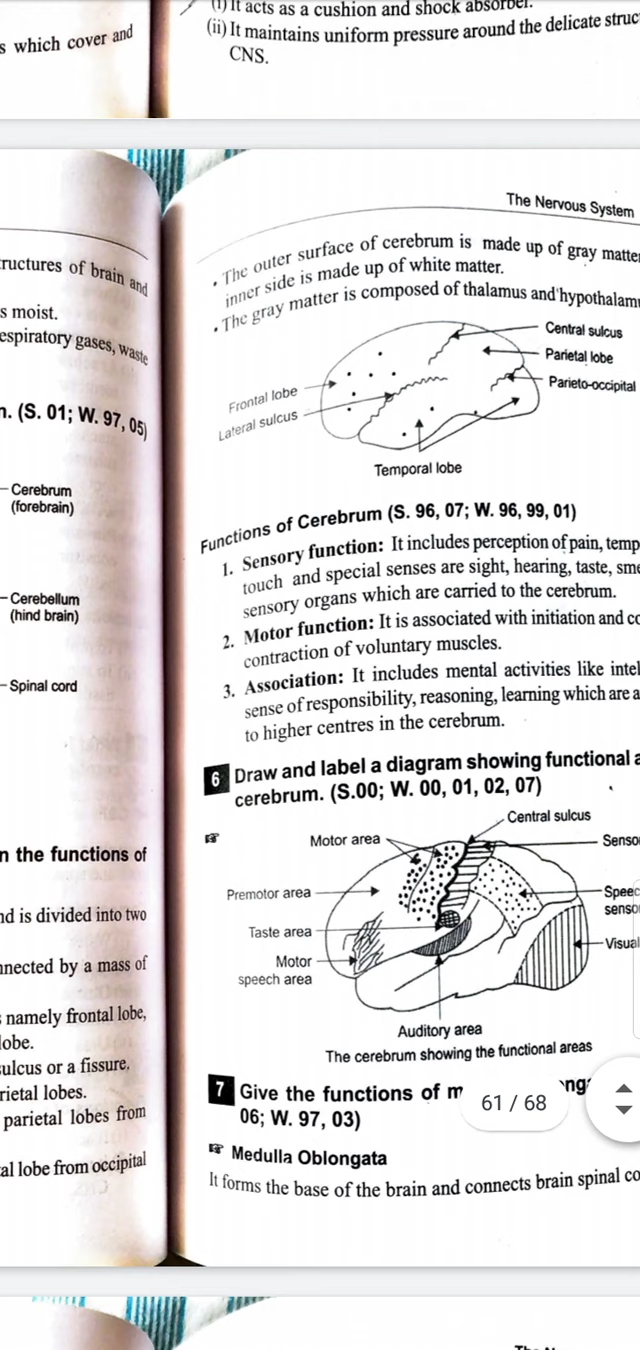 (i) It acts as a cushion and shock absorber.
(ii) It maintains uniform pressure around the delicate struc
CNS.
s which cover and
The Nervous System
ructures of brain and
s moist.
espiratory gases, waste
n. (S. 01; W. 97, 05)
Cerebrum
(forebrain)
Cerebellum
(hind brain)
Spinal cord
n the functions of
nd is divided into two
nnected by a mass of
namely frontal lobe,
lobe.
sulcus or a fissure.
rietal lobes.
parietal lobes from
al lobe from occipital
• The outer surface of cerebrum is made up of gray matter
inner side is made up of white matter.
• The gray matter is composed of thalamus and hypothalam
Central sulcus
Parietal lobe
Parieto-occipital
Frontal lobe
Lateral sulcus
Temporal lobe
Functions of Cerebrum (S. 96, 07; W. 96, 99, 01)
1. Sensory function: It includes perception of pain, temp
touch and special senses are sight, hearing, taste, sme
sensory organs which are carried to the cerebrum.
2. Motor function: It is associated with initiation and co
contraction of voluntary muscles.
3. Association: It includes mental activities like intel
sense of responsibility, reasoning, learning which are a
to higher centres in the cerebrum.
6 Draw and label a diagram showing functional a
cerebrum. (S.00; W. 00, 01, 02, 07)
Central sulcus
Motor area
Senso
Premotor area
Speec
senso
Taste area
Visual
Motor
speech area
Auditory area
The cerebrum showing the functional areas
7 Give the functions of m
06; W. 97, 03)
61 / 68
Medulla Oblongata
It forms the base of the brain and connects brain spinal co